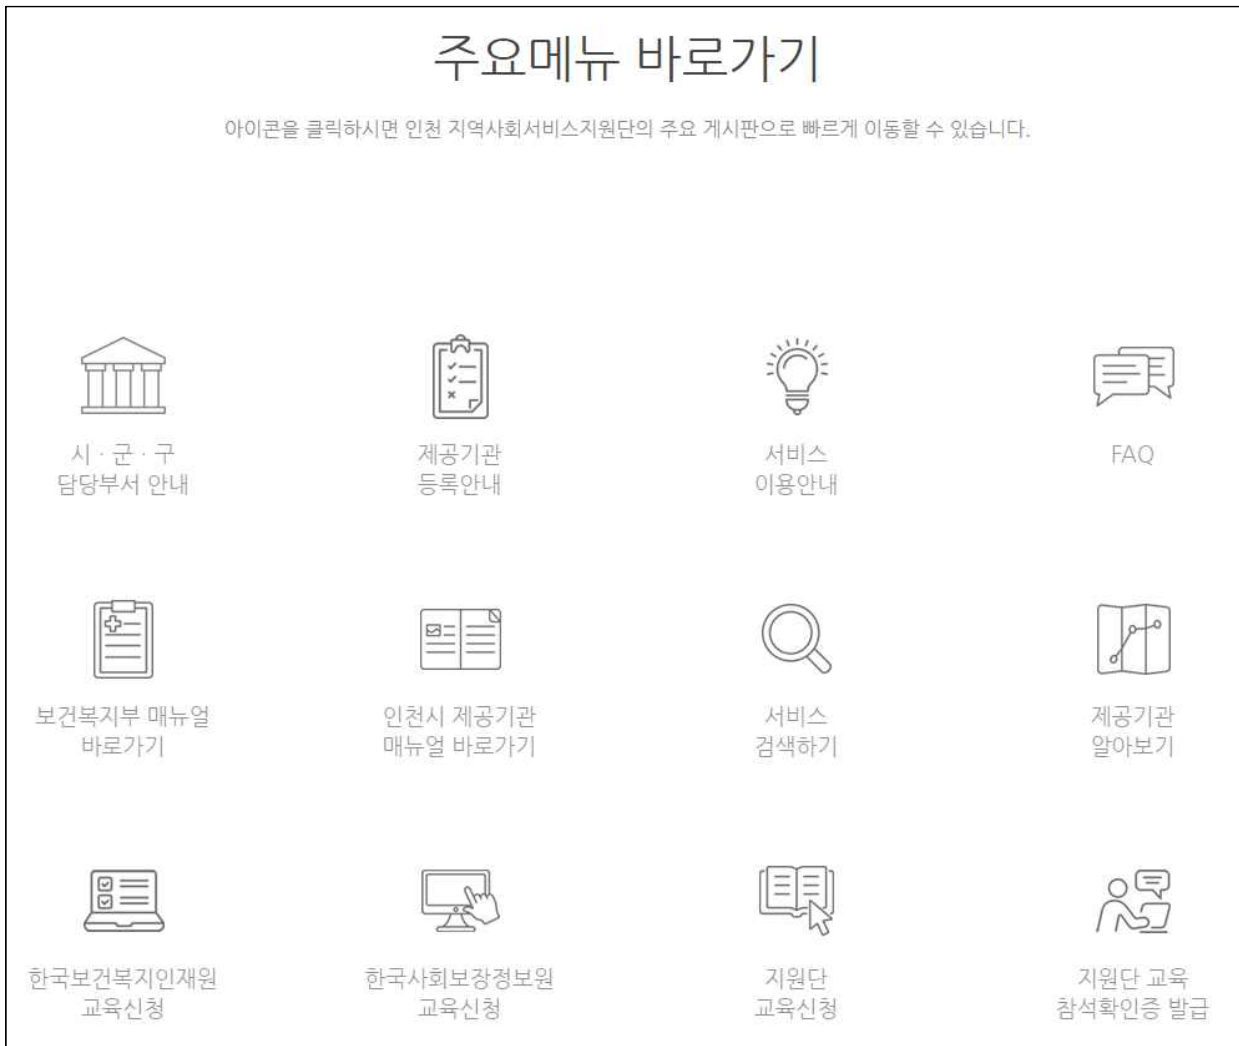 주요메뉴 바로가기
아이콘을 클릭하시면 인천 지역사회서비스지원단의 주요 게시판으로 빠르게 이동할 수 있습니다.
시 · 군 · 구
담당부서 안내
제공기관
등록안내
서비스
이용안내
FAQ
보건복지부 매뉴얼
바로가기
인천시 제공기관
매뉴얼 바로가기
서비스
검색하기
제공기관
알아보기
한국보건복지인재원
교육신청
한국사회보장정보원
교육신청
지원단
교육신청
지원단 교육
참석확인증 발급